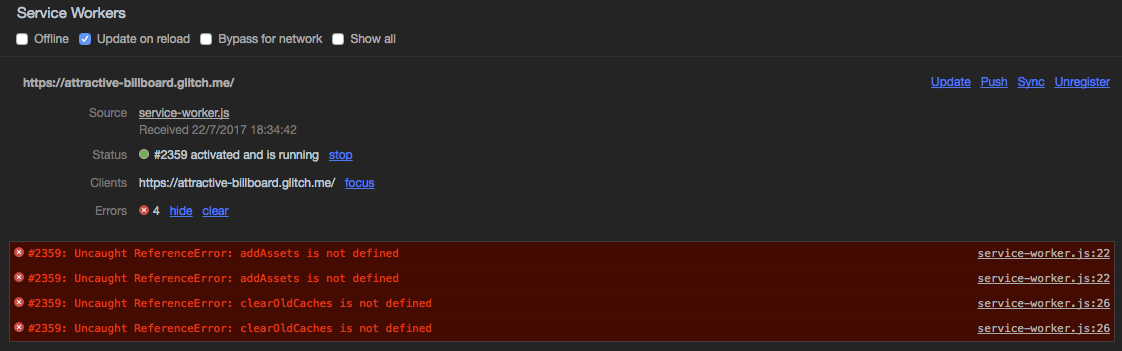 Service Workers
Offline Update on reload Bypass for network Show all
https://attractive-billboard.glitch.me/ Update Push Sync Unregister
Source service-worker.js
Received 22/7/2017 18:34:42
Status #2359 activated and is running stop
Clients https://attractive-billboard.glitch.me/ focus
Errors 4 hide clear
#2359: Uncaught ReferenceError: addAssets is not defined service-worker.js:22
#2359: Uncaught ReferenceError: addAssets is not defined service-worker.js:22
#2359: Uncaught ReferenceError: clearOldCaches is not defined service-worker.js:26
#2359: Uncaught ReferenceError: clearOldCaches is not defined service-worker.js:26